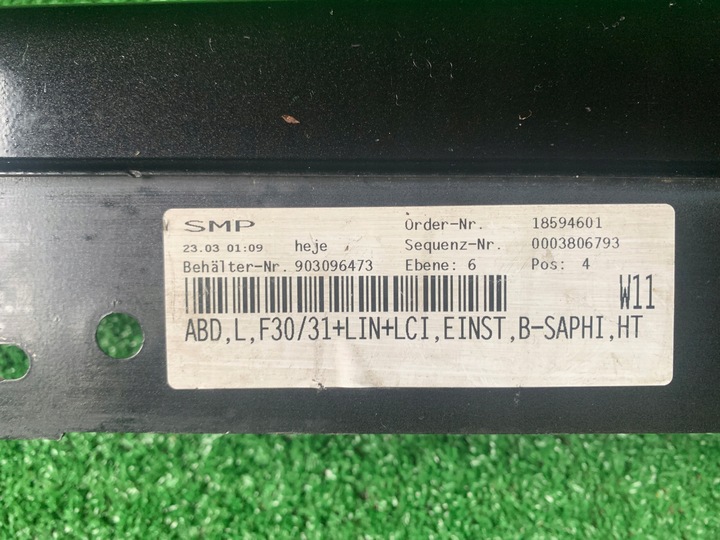 SMP Order-Nr. 18594601
23.03 01:09 heje Sequenz-Nr. 0003806793
Behälter-Nr. 903096473 Ebene: 6 Pos: 4
W11
ABD,L,F30/31+LIN+LCI,EINST,B-SAPHI,HT